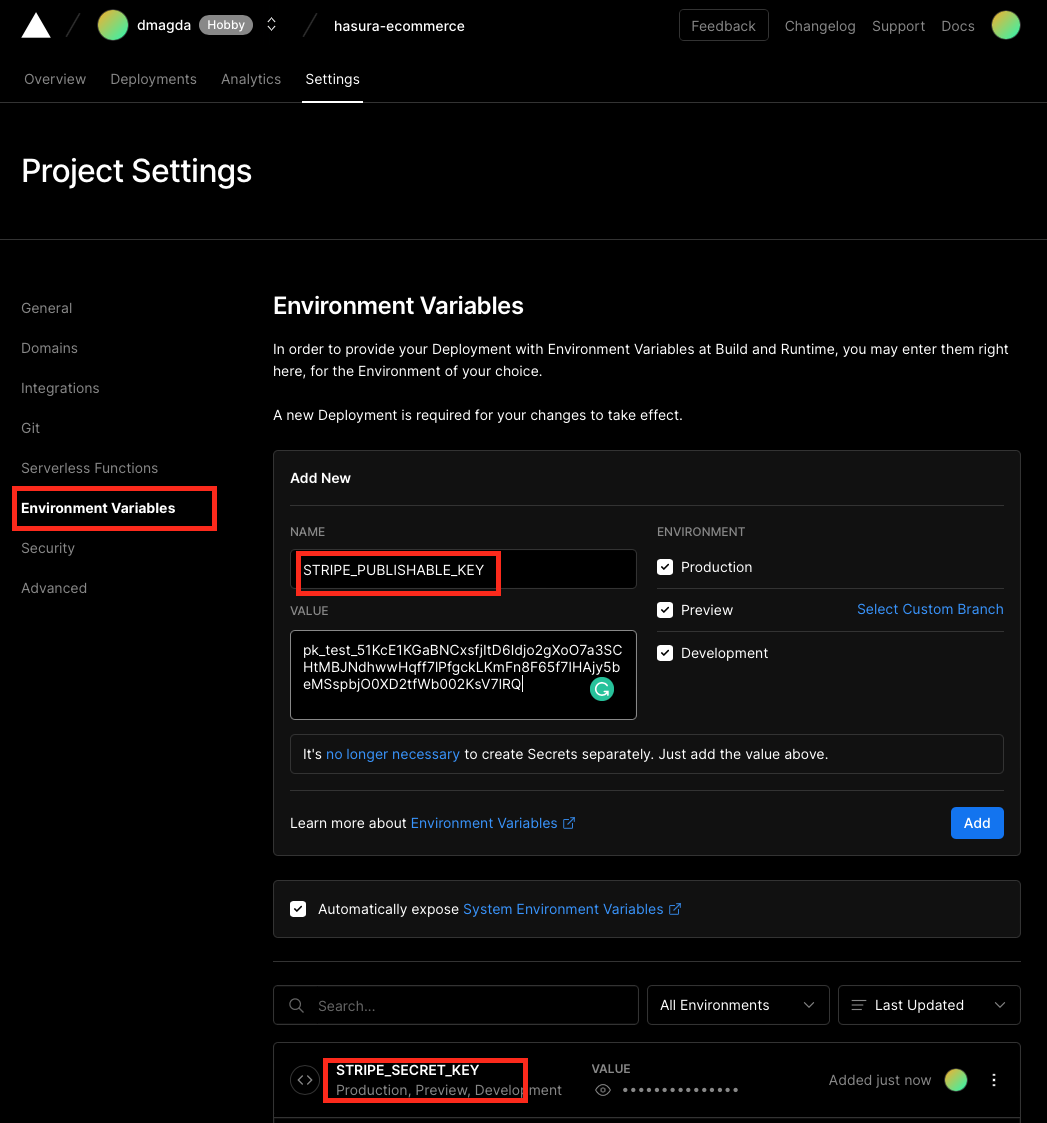 dmagda Hobby hasura-ecommerce Feedback Changelog Support Docs
Overview Deployments Analytics Settings
Project Settings
General
Domains
Integrations
Git
Serverless Functions
Environment Variables
Security
Advanced
Environment Variables
In order to provide your Deployment with Environment Variables at Build and Runtime, you may enter them right
here, for the Environment of your choice.
A new Deployment is required for your changes to take effect.
Add New
NAME
STRIPE_PUBLISHABLE_KEY
VALUE
pk_test_51KcE1KGaBNCxsfjItD6ldjo2gXoO7a3SC
HtMBJNdhwwHqff7lPfgckLKmFn8F65f7IHAjy5b
eMSspbjO0XD2tfWb002KsV7lRQ
ENVIRONMENT
Production
Preview Select Custom Branch
Development
It's no longer necessary to create Secrets separately. Just add the value above.
Learn more about Environment Variables
Add
Automatically expose System Environment Variables
Search...
All Environments
Last Updated
STRIPE_SECRET_KEY
Production, Preview, Development
VALUE
•••••••••••••••
Added just now